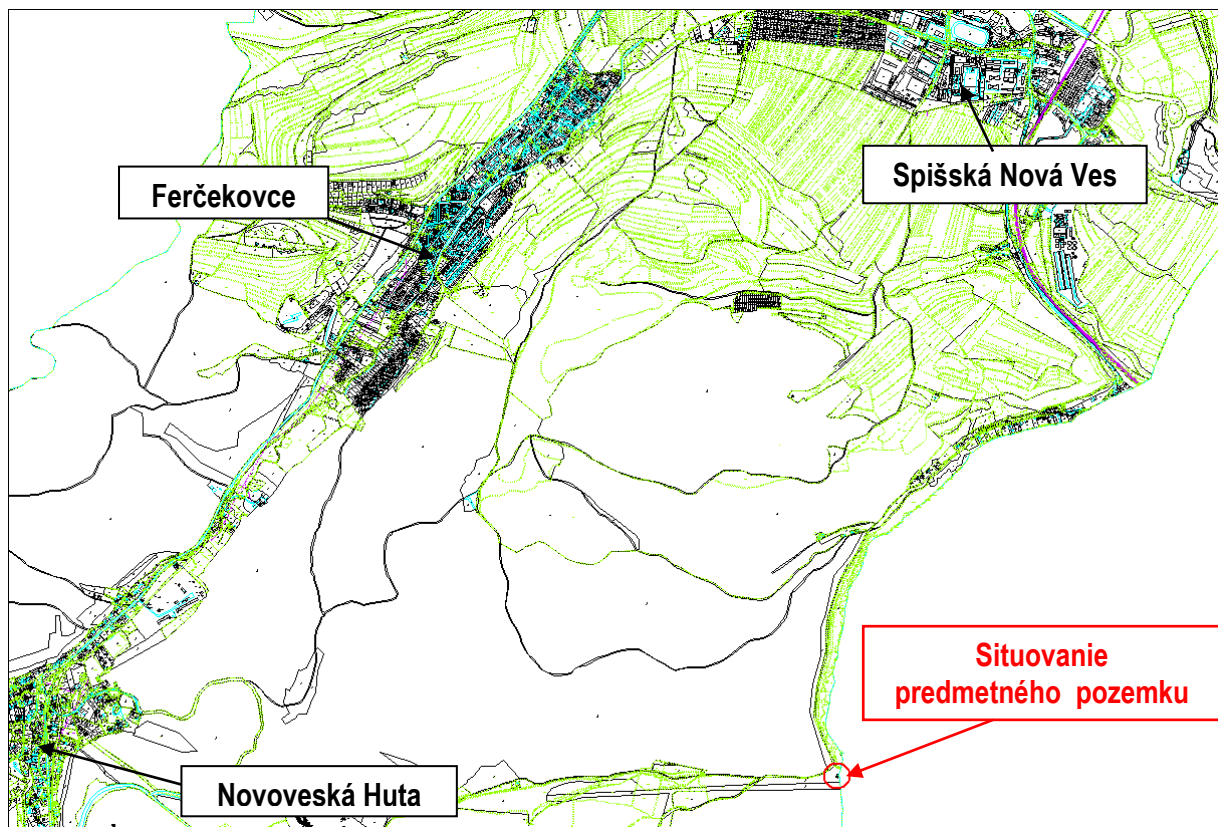 Spišská Nová Ves
Ferčekovce
Situovanie
predmetného pozemku
Novoveská Huta